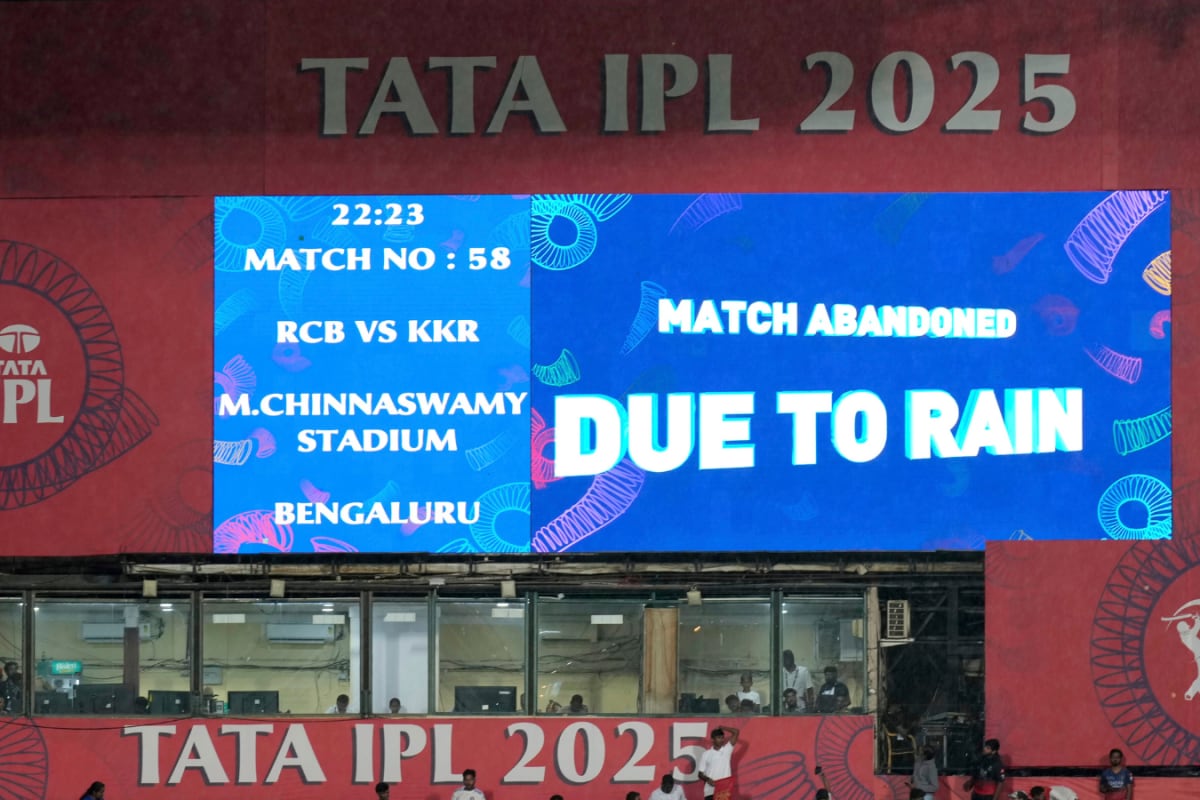 TATA IPL 2025
22:23
MATCH NO : 58
RCB VS KKR
M.CHINNASWAMY
STADIUM
BENGALURU
MATCH ABANDONED
DUE TO RAIN
TATA
IPL
TATA IPL 2025